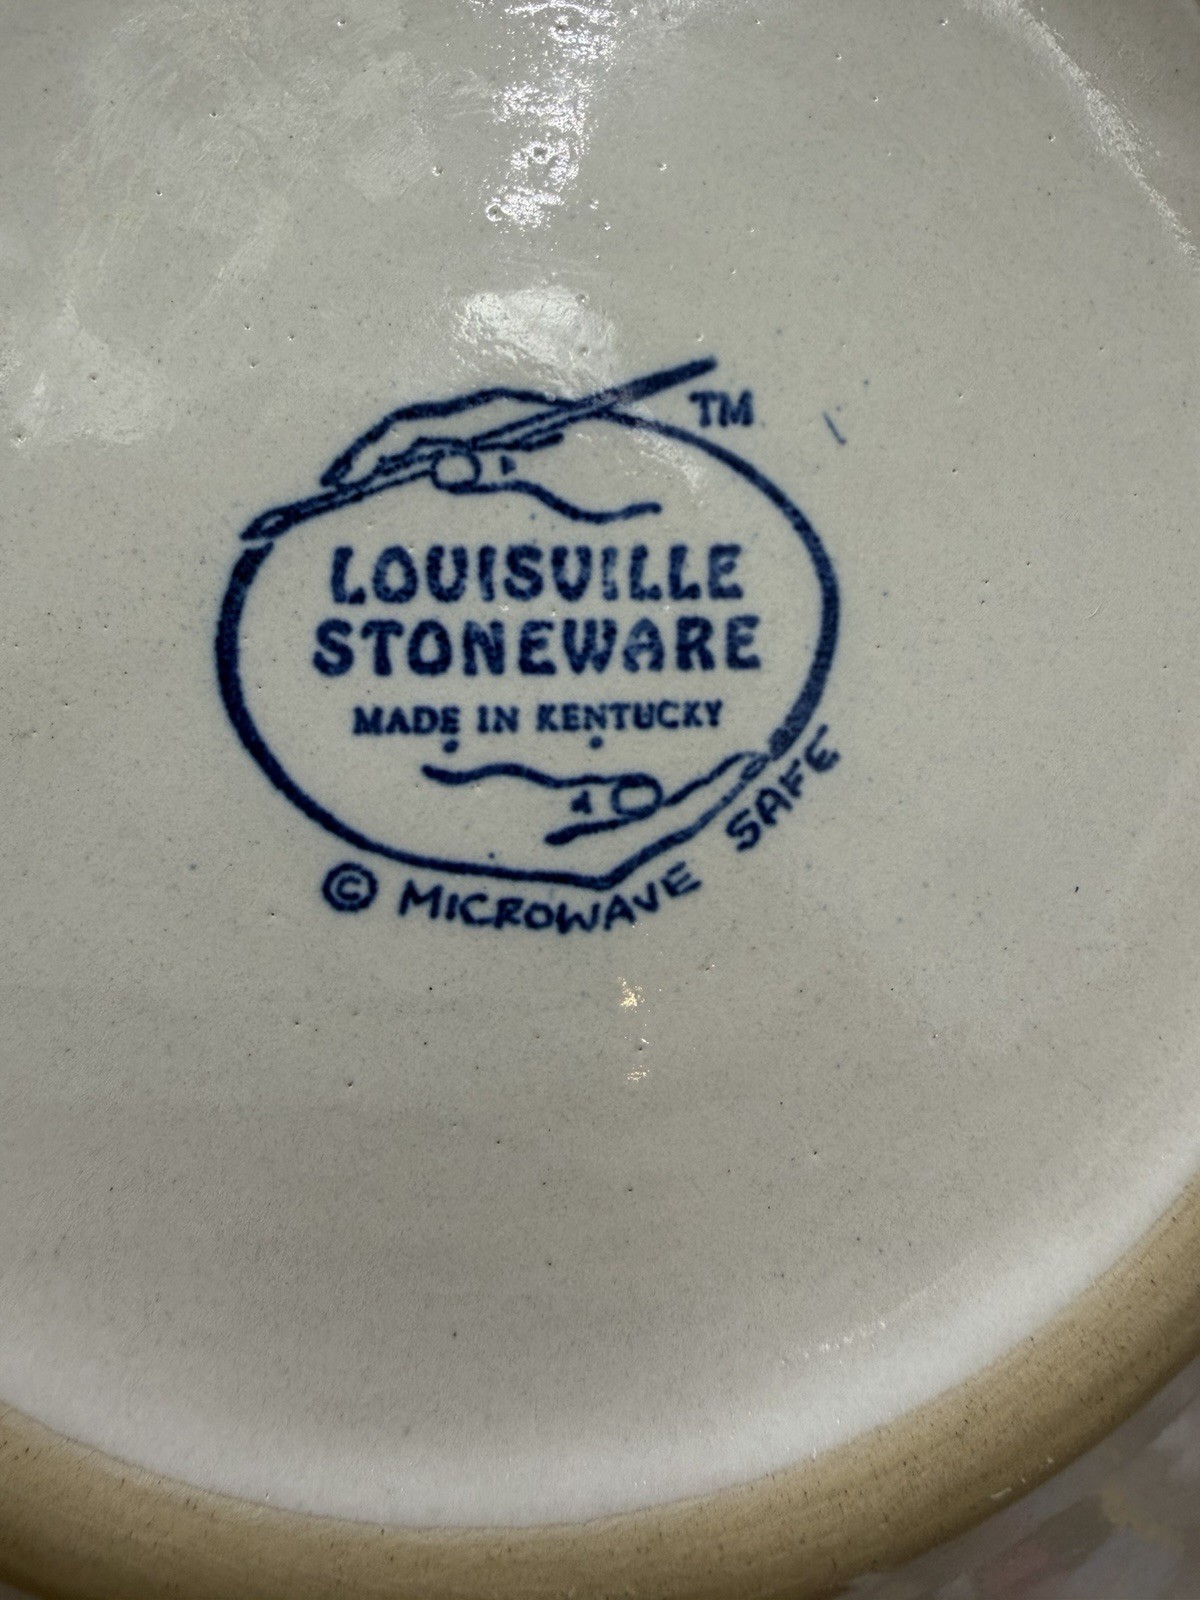 TM
LOUISVILLE
STONEWARE
MADE IN KENTUCKY
© MICROWAVE SAFE